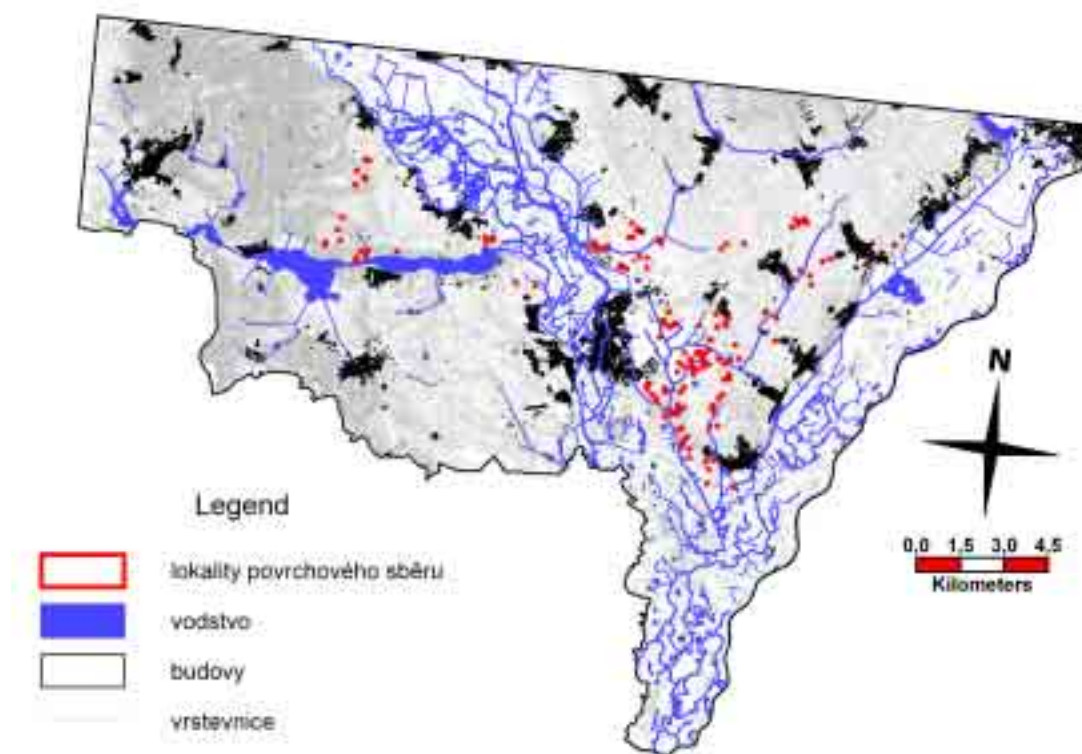 N
0.0 1.5 3.0 4.5
Kilometers
Legend
lokality povrchového sběru
vodstvo
budovy
vrstevnice